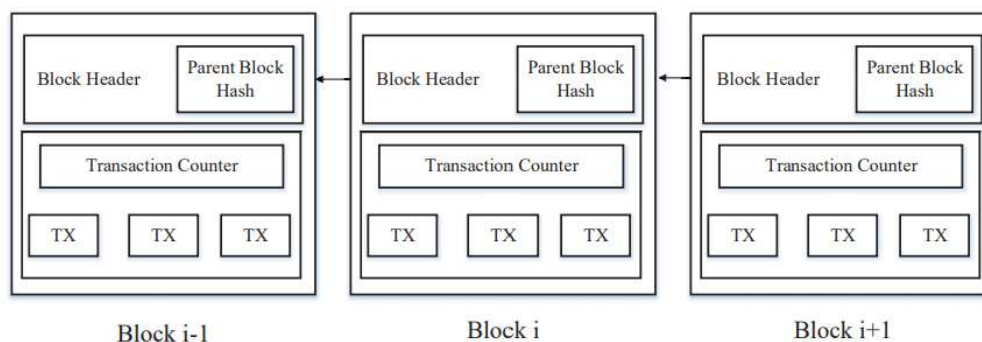 Block Header
Parent Block
Hash
Transaction Counter
TX TX TX
Block i-1
Block Header
Parent Block
Hash
Transaction Counter
TX TX TX
Block i
Block Header
Parent Block
Hash
Transaction Counter
TX TX TX
Block i+1